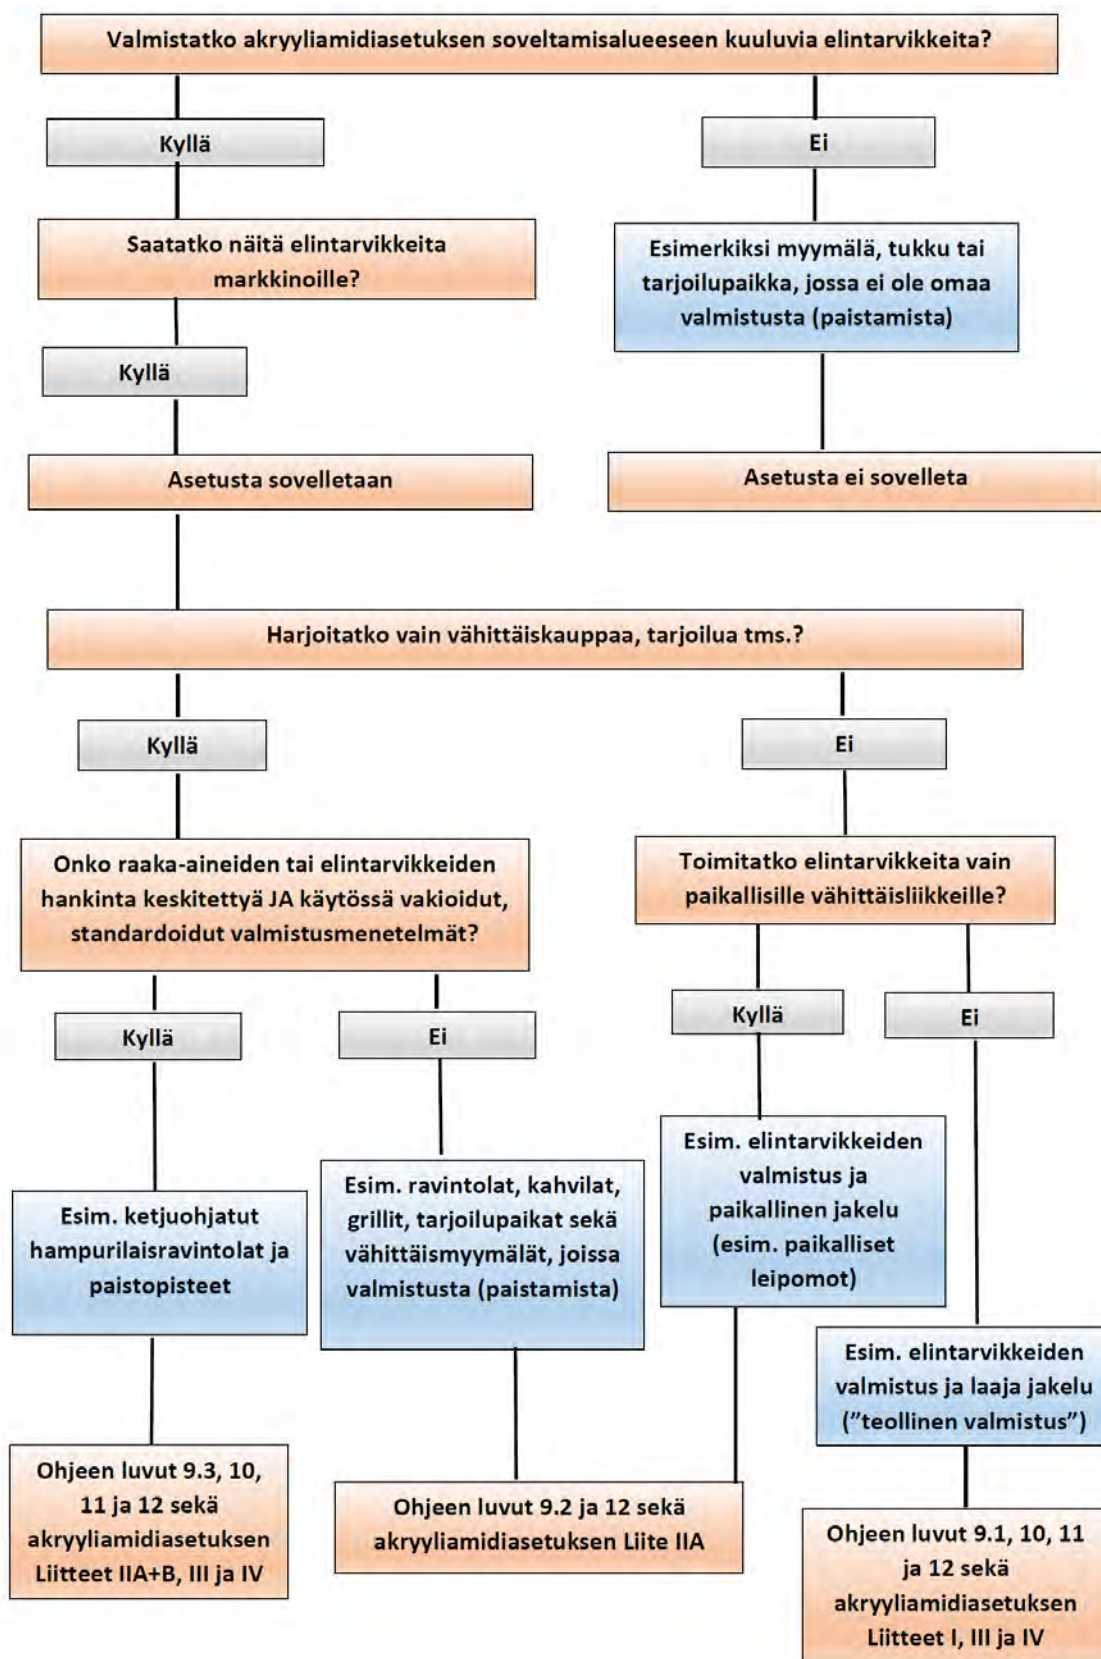 Valmistatko akryyliamidiasetuksen soveltamisalueeseen kuuluvia elintarvikkeita?
Kyllä
Ei
Saatatko näitä elintarvikkeita
markkinoille?
Esimerkiksi myymälä, tukku tai
tarjoilupaikka, jossa ei ole omaa
valmistusta (paistamista)
Kyllä
Asetusta sovelletaan
Asetusta ei sovelleta
Harjoitatko vain vähittäiskauppaa, tarjoilua tms.?
Kyllä
Ei
Onko raaka-aineiden tai elintarvikkeiden
hankinta keskitettyä JA käytössä vakioidut,
standardoidut valmistusmenetelmät?
Toimitatko elintarvikkeita vain
paikallisille vähittäisliikkeille?
Kyllä
Ei
Kyllä
Ei
Esim. ketjuohjatut
hampurilaisravintolat ja
paistopisteet
Esim. ravintolat, kahvilat,
grillit, tarjoilupaikat sekä
vähittäismyymälät, joissa
valmistusta (paistamista)
Esim. elintarvikkeiden
valmistus ja
paikallinen jakelu
(esim. paikalliset
leipomot)
Esim. elintarvikkeiden
valmistus ja laaja jakelu
(”teollinen valmistus”)
Ohjeen luvut 9.3, 10,
11 ja 12 sekä
akryyliamidiasetuksen
Liitteet IIA+B, III ja IV
Ohjeen luvut 9.2 ja 12 sekä
akryyliamidiasetuksen Liite IIA
Ohjeen luvut 9.1, 10, 11
ja 12 sekä
akryyliamidiasetuksen
Liitteet I, III ja IV